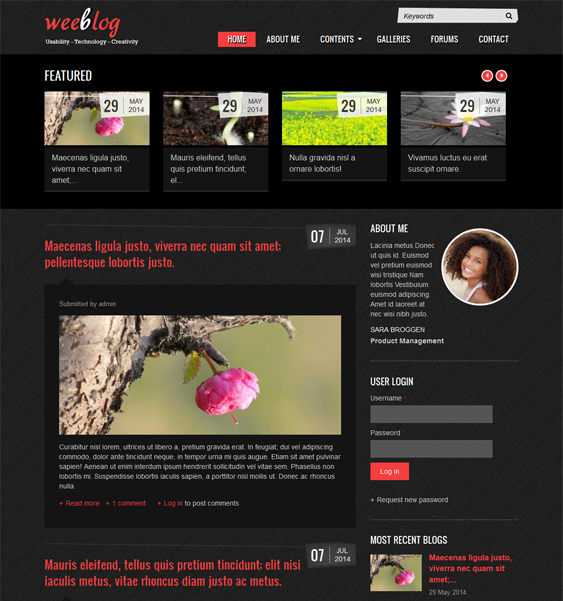 weeblog
Usability - Technology - Creativity
Keywords
HOME ABOUT ME CONTENTS GALLERIES FORUMS CONTACT
FEATURED
29 MAY 2014
Maecenas ligula justo,
viverra nec quam sit
amet;...
29 MAY 2014
Mauris eleifend, tellus
quis pretium tincidunt;
el...
29 MAY 2014
Nulla gravida nisl a
ornare lobortis!
29 MAY 2014
Vivamus luctus eu erat
suscipit ornare.
07 JUL 2014
Maecenas ligula justo, viverra nec quam sit amet;
pellentesque lobortis justo.
Submitted by admin
Curabitur nisl lorem, ultrices ut libero a, pretium gravida erat. In feugiat; dui vel adipiscing
commodo, dolor ante tincidunt neque, in tempor urna mi quis augue. Etiam sit amet pulvinar
sapien! Aenean ut enim interdum ipsum hendrerit sollicitudin vel vitae sem. Phasellus non
lobortis mi. Suspendisse lobortis iaculis sapien, a porttitor nisl mollis ut. Donec ac rhoncus
nulla.
+ Read more + 1 comment + Log in to post comments
07 JUL 2014
Mauris eleifend, tellus quis pretium tincidunt; elit nisi
iaculis metus, vitae rhoncus diam justo ac metus.
ABOUT ME
Lacinia metus Donec
ut quis id. Euismod
vel pretium euismod
wisi tristique Nam
lobortis Vestibulum
euismod adipiscing.
Amet id laoreet at
nec wisi nibh justo.
SARA BROGGEN
Product Management
USER LOGIN
Username *
Password *
Log in
+ Request new password
MOST RECENT BLOGS
Maecenas ligula justo,
viverra nec quam sit
amet;...
29 May 2014